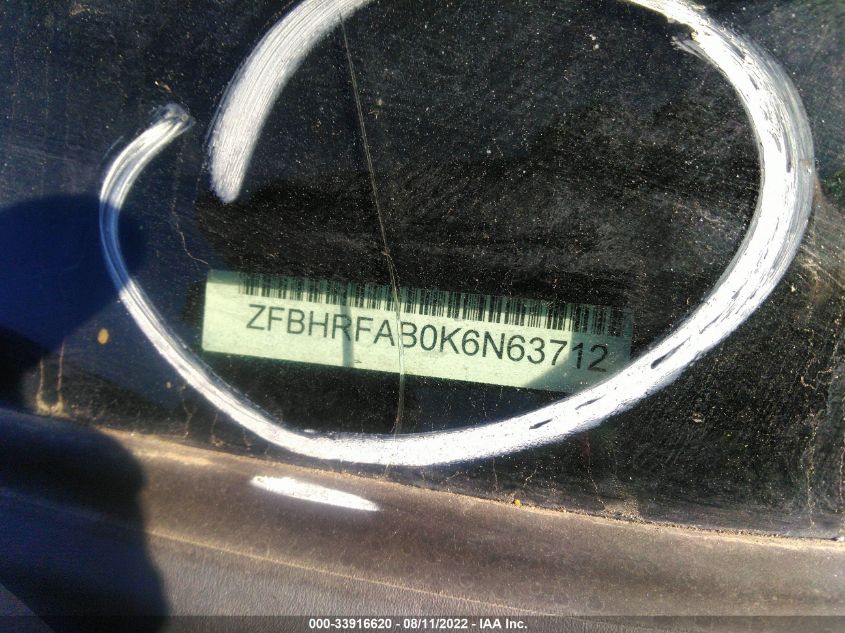 ZFBHRFAB0K6N63712
000-33916620 - 08/11/2022 - IAA Inc.